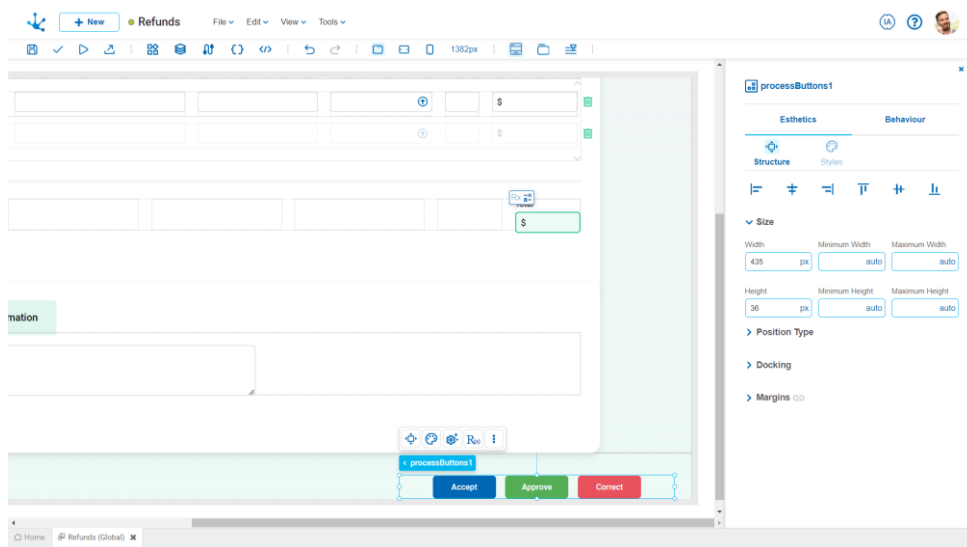 + New
Refunds
File
Edit
View
Tools
IA
?
{}
</>
1382px
processButtons1
Esthetics
Behaviour
Structure
Styles
$
$
Rx
Total
$
Size
Width
Minimum Width
Maximum Width
435 px
auto
auto
Height
Minimum Height
Maximum Height
36 px
auto
auto
Position Type
Docking
Margins
mation
R(x)
‹ processButtons1
Accept
Approve
Correct
Home
Refunds (Global)